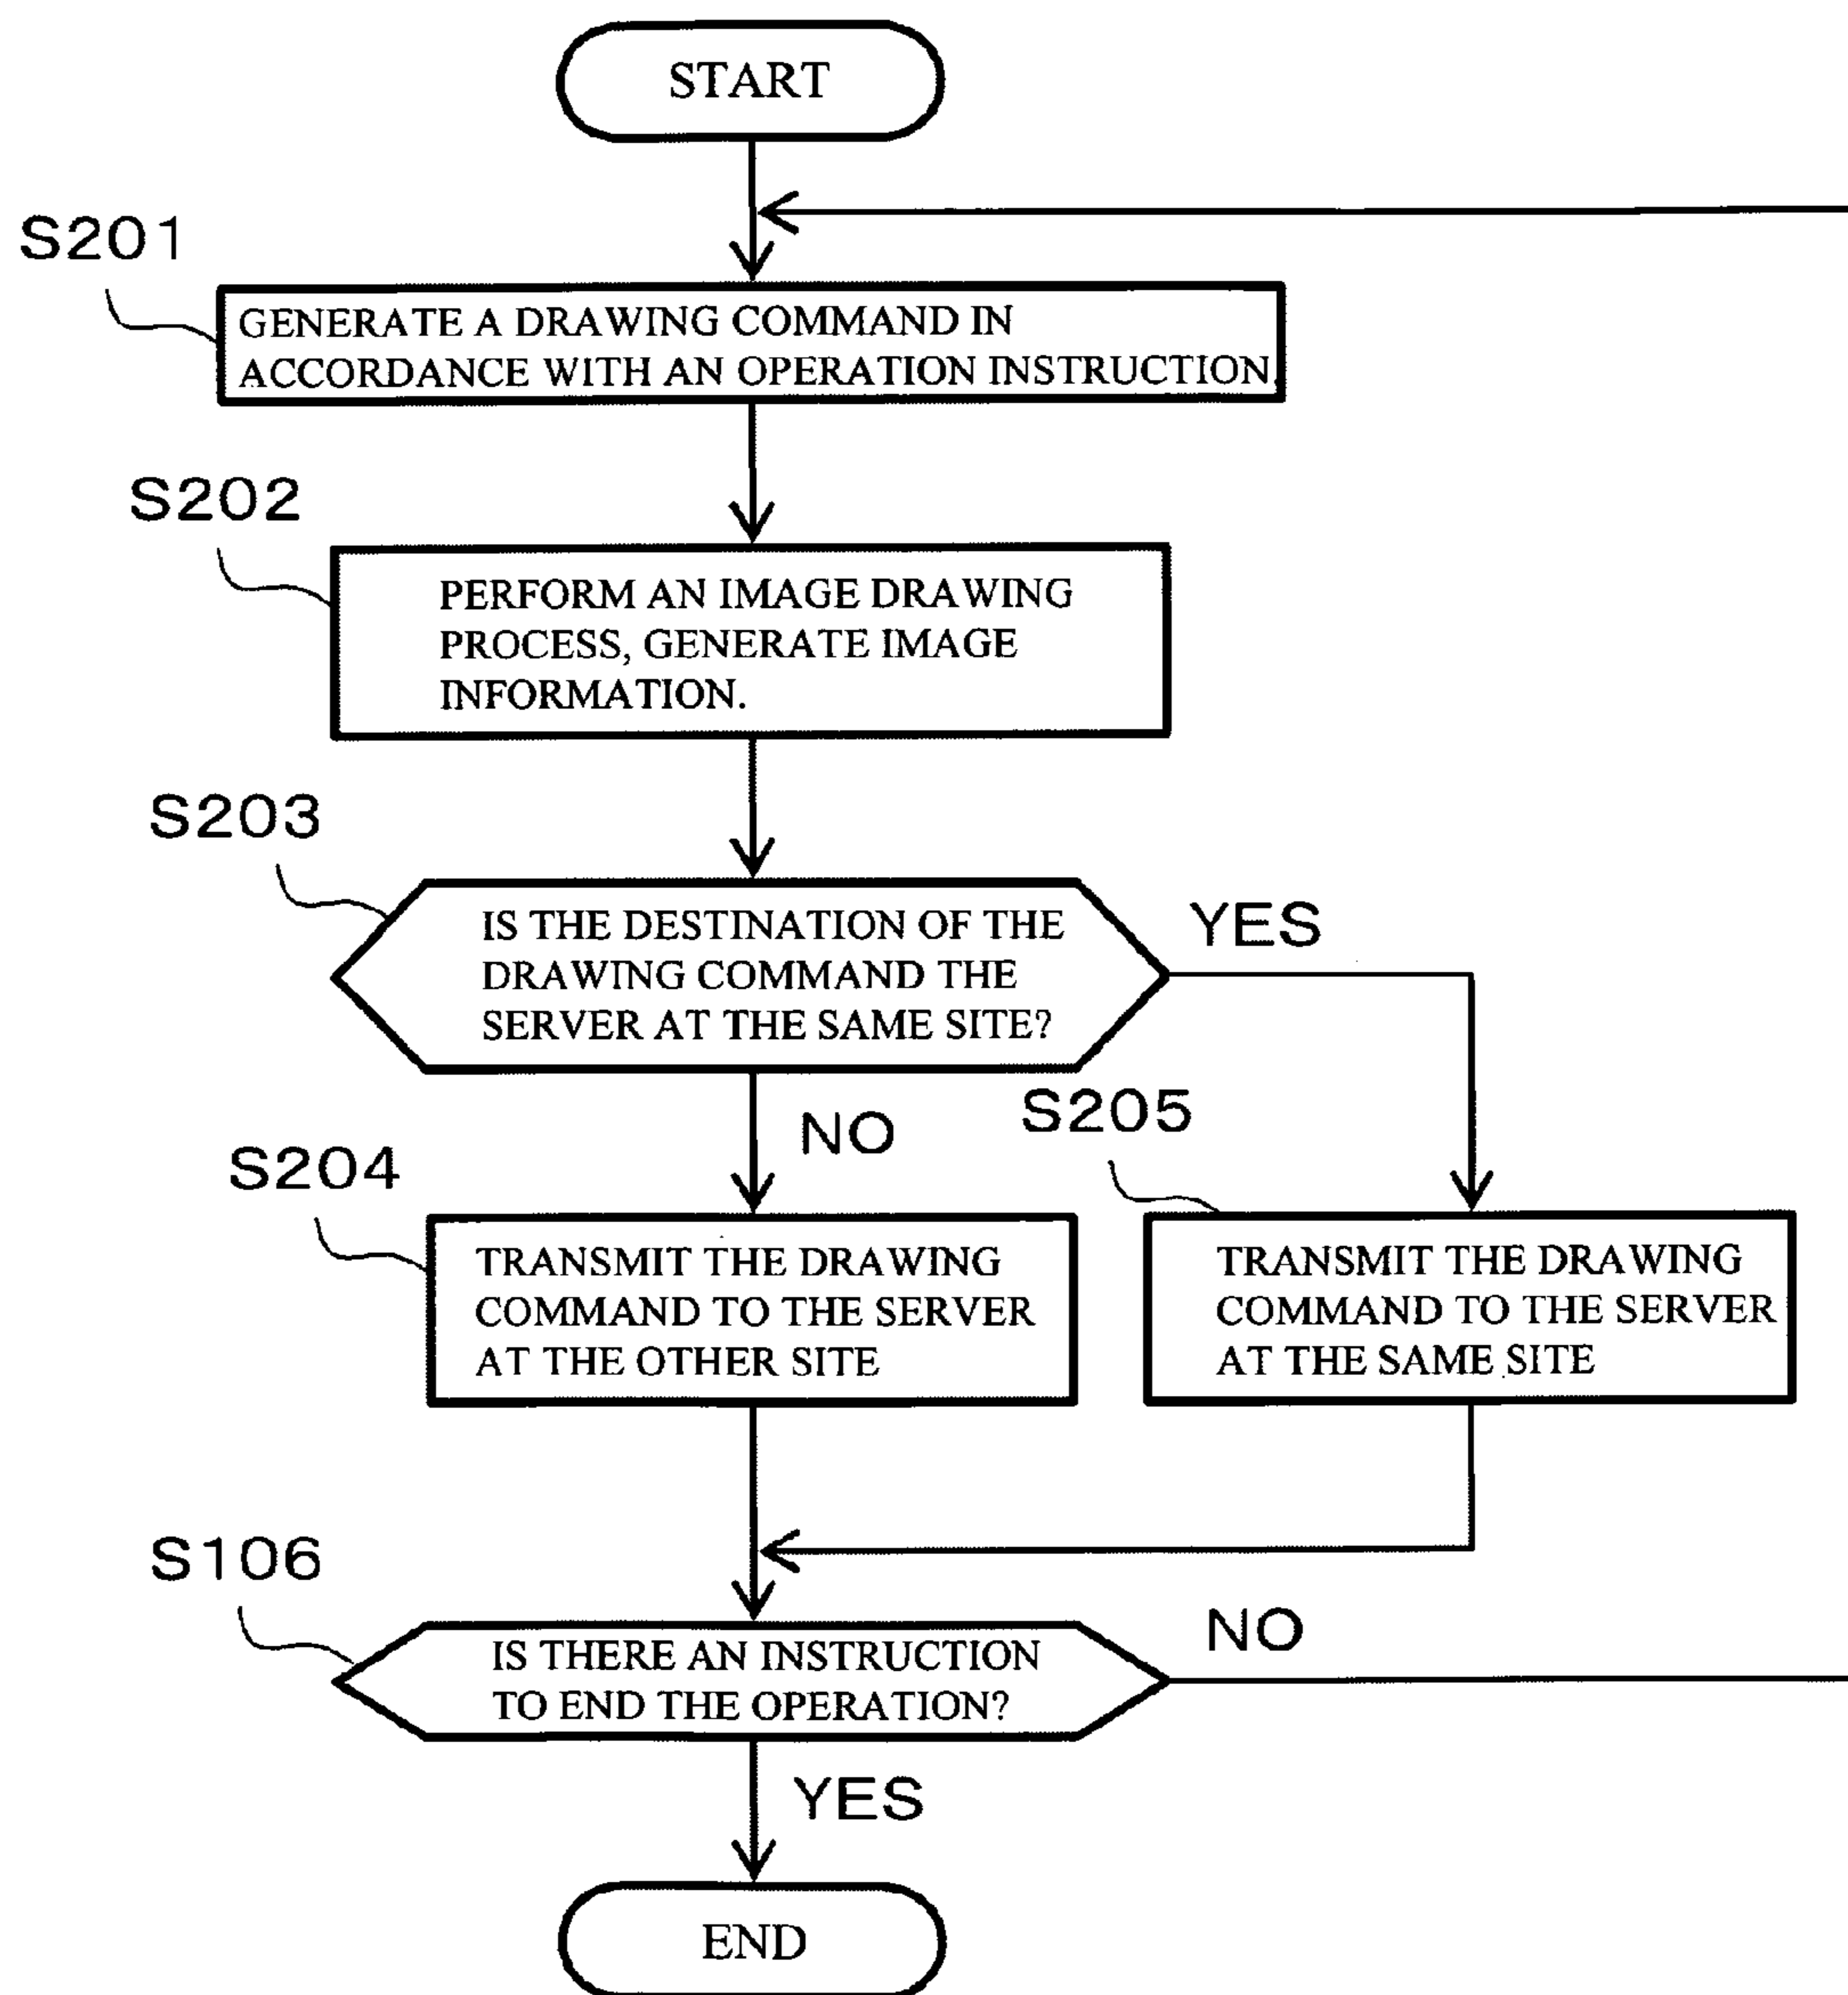 START
S201
GENERATE A DRAWING COMMAND IN
ACCORDANCE WITH AN OPERATION INSTRUCTION.
S202
PERFORM AN IMAGE DRAWING
PROCESS, GENERATE IMAGE
INFORMATION.
S203
IS THE DESTINATION OF THE
DRAWING COMMAND THE
SERVER AT THE SAME SITE?
YES
NO
S204
TRANSMIT THE DRAWING
COMMAND TO THE SERVER
AT THE OTHER SITE
S205
TRANSMIT THE DRAWING
COMMAND TO THE SERVER
AT THE SAME SITE
S106
IS THERE AN INSTRUCTION
TO END THE OPERATION?
NO
YES
END